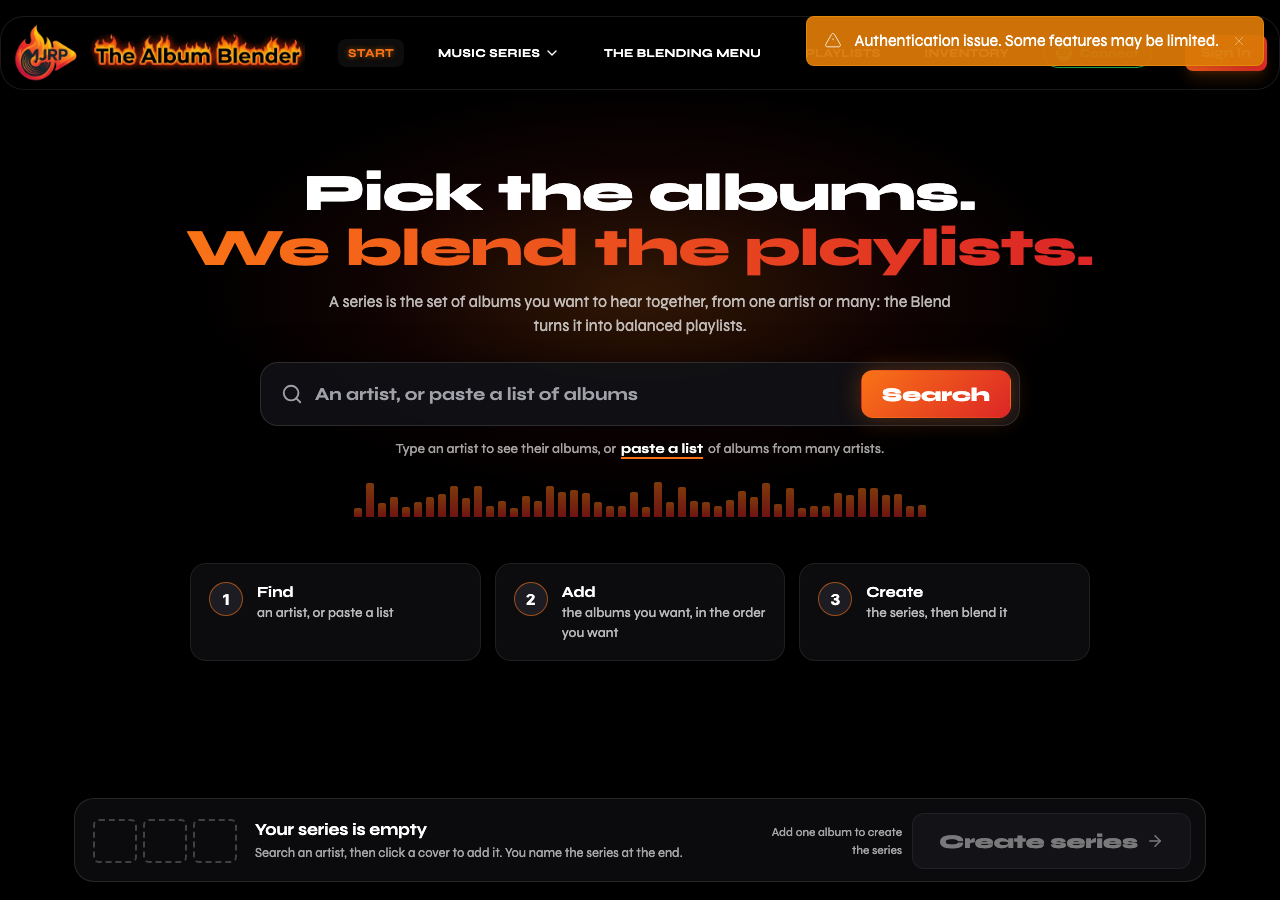 JRP The Album Blender
START
MUSIC SERIES
THE BLENDING MENU
PLAYLISTS
INVENTORY
Authentication issue. Some features may be limited.
Pick the albums.
We blend the playlists.
A series is the set of albums you want to hear together, from one artist or many: the Blend
turns it into balanced playlists.
An artist, or paste a list of albums
Search
Type an artist to see their albums, or paste a list of albums from many artists.
1 Find
an artist, or paste a list
2 Add
the albums you want, in the order
you want
3 Create
the series, then blend it
Your series is empty
Search an artist, then click a cover to add it. You name the series at the end.
Add one album to create
the series
Create series